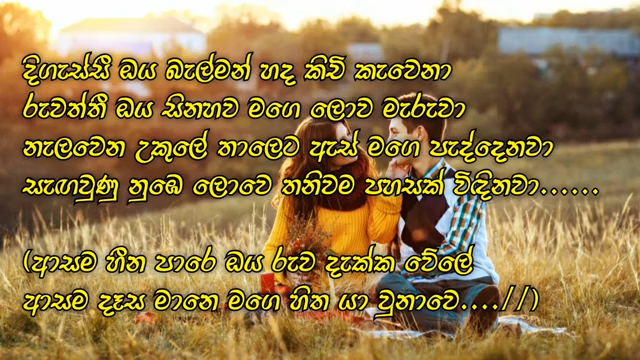 දිගැස්සී ඔය බැල්මන් හද කිචි කැවෙනා
රුවත්තී ඔය සිනහව මගෙ ලොව මැරුවා
නැලවෙන උකුලේ තාලෙට ඇස් මගෙ පැද්දෙනවා
සැඟවුණු නුඹෙ ලොවෙ තනිවම පහසක් විඳිනවා......
(ආසම හීන පාරෙ ඔය රුව දැක්ක වේලේ
ආසම දෑස මානෙ මගෙ හිත යා වුනාවෙ....//)